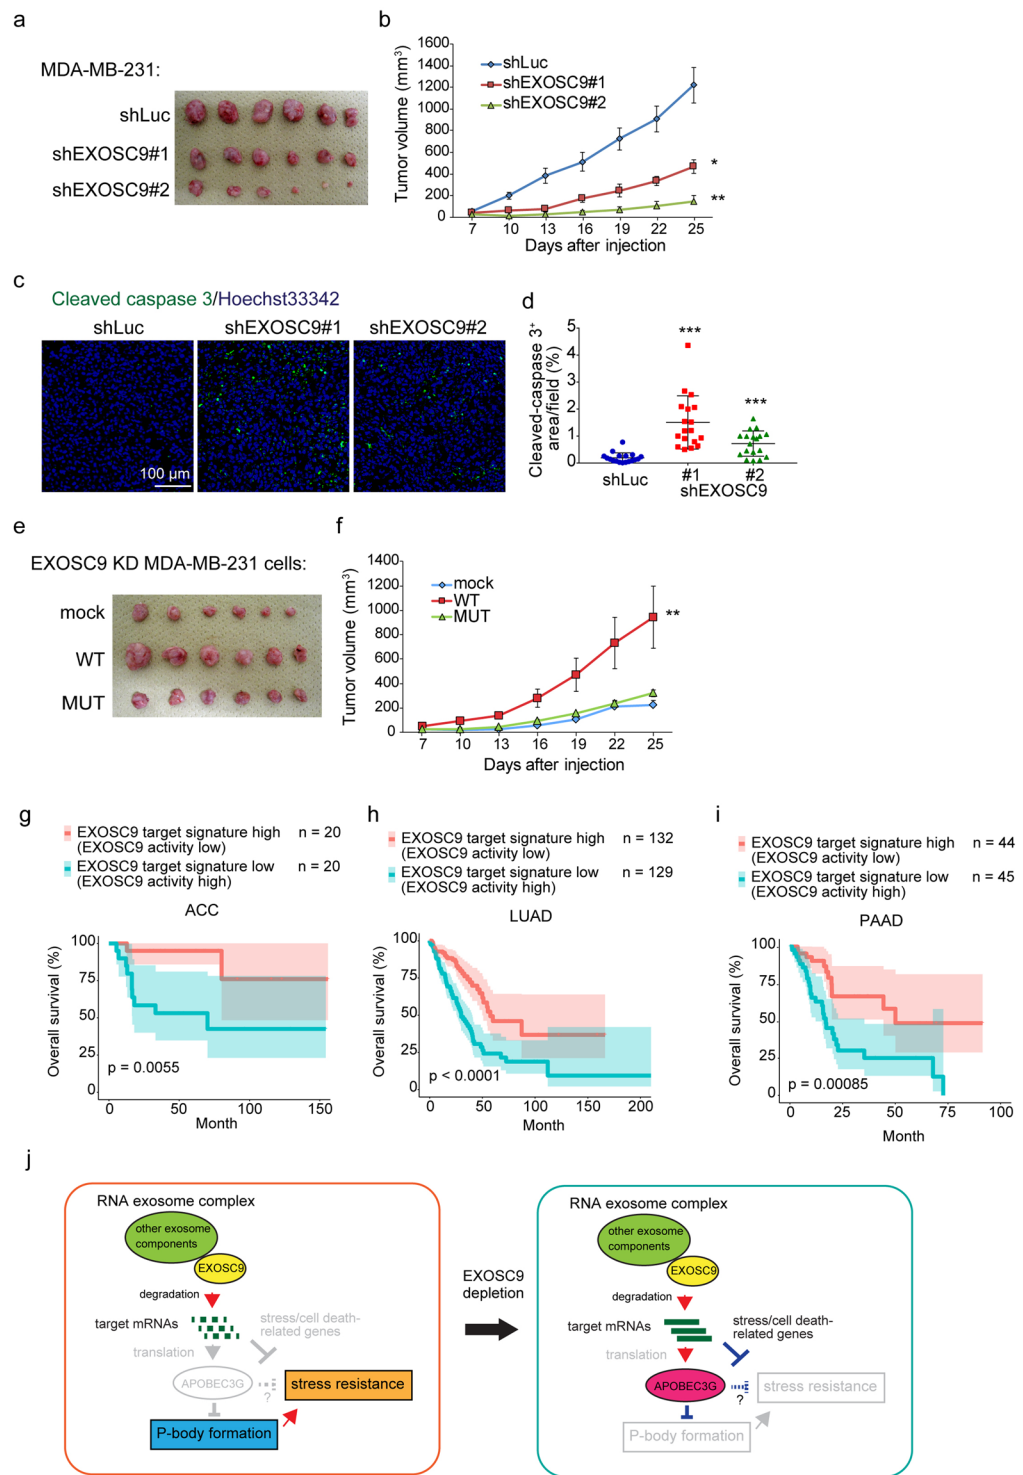 a
MDA-MB-231:
shLuc
shEXOSC9#1
shEXOSC9#2
b
Tumor volume (mm³)
1600
1400
1200
1000
800
600
400
200
0
shLuc
shEXOSC9#1
shEXOSC9#2
*
**
7 10 13 16 19 22 25
Days after injection
c
Cleaved caspase 3/Hoechst33342
shLuc shEXOSC9#1 shEXOSC9#2
100 µm
d
Cleaved-caspase 3⁺
area/field (%)
5
4
3
2
1
0
***
***
shLuc #1 #2
shEXOSC9
e
EXOSC9 KD MDA-MB-231 cells:
mock
WT
MUT
f
Tumor volume (mm³)
1400
1200
1000
800
600
400
200
0
mock
WT
MUT
**
7 10 13 16 19 22 25
Days after injection
g
EXOSC9 target signature high n = 20
(EXOSC9 activity low)
EXOSC9 target signature low n = 20
(EXOSC9 activity high)
ACC
Overall survival (%)
100
75
50
25
0
p = 0.0055
0 50 100 150
Month
h
EXOSC9 target signature high n = 132
(EXOSC9 activity low)
EXOSC9 target signature low n = 129
(EXOSC9 activity high)
LUAD
Overall survival (%)
100
75
50
25
0
p < 0.0001
0 50 100 150 200
Month
i
EXOSC9 target signature high n = 44
(EXOSC9 activity low)
EXOSC9 target signature low n = 45
(EXOSC9 activity high)
PAAD
Overall survival (%)
100
75
50
25
0
p = 0.00085
0 25 50 75 100
Month
j
RNA exosome complex
other exosome
components
EXOSC9
degradation
target mRNAs
stress/cell death-
related genes
translation
APOBEC3G
?
stress resistance
P-body formation
EXOSC9
depletion
RNA exosome complex
other exosome
components
EXOSC9
degradation
target mRNAs
stress/cell death-
related genes
translation
APOBEC3G
?
stress resistance
P-body formation